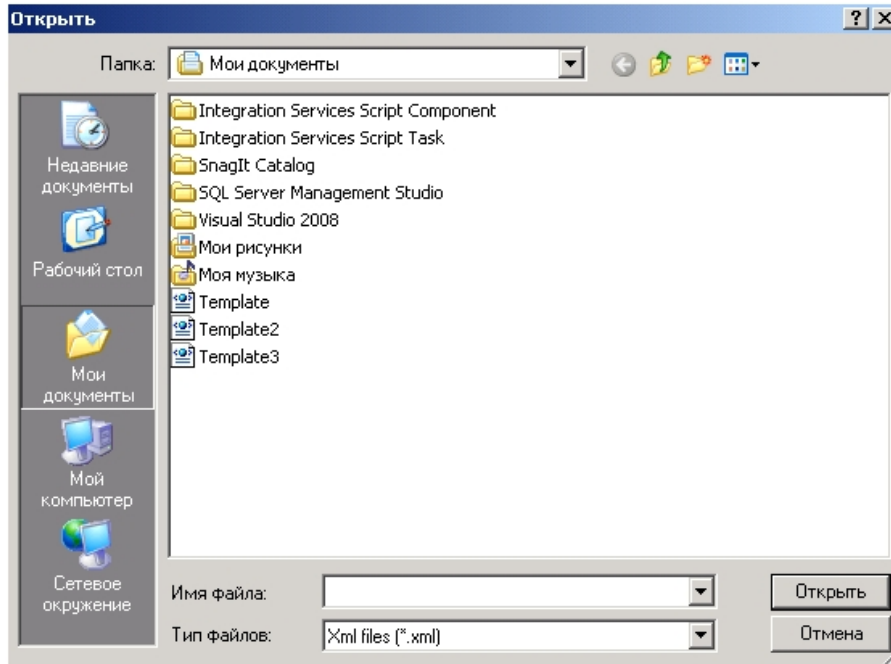 Открыть
Папка: Мои документы
Недавние
документы
Рабочий стол
Мои
документы
Мой
компьютер
Сетевое
окружение
Integration Services Script Component
Integration Services Script Task
SnagIt Catalog
SQL Server Management Studio
Visual Studio 2008
Мои рисунки
Моя музыка
Template
Template2
Template3
Имя файла: Открыть
Тип файлов: Xml files (*.xml) Отмена